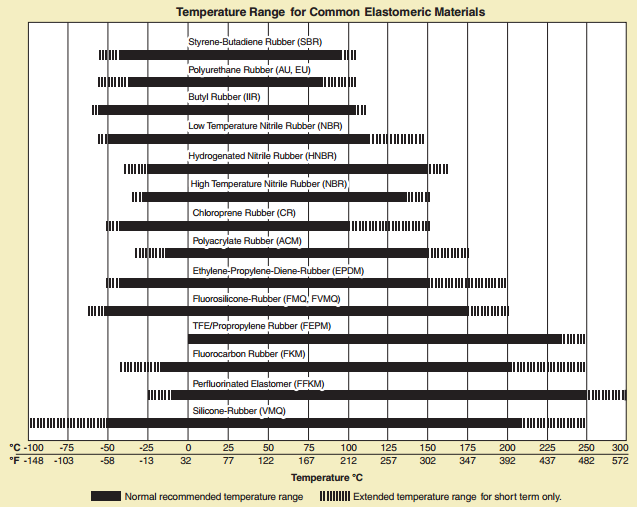 Temperature Range for Common Elastomeric Materials
Styrene-Butadiene Rubber (SBR)
Polyurethane Rubber (AU, EU)
Butyl Rubber (IIR)
Low Temperature Nitrile Rubber (NBR)
Hydrogenated Nitrile Rubber (HNBR)
High Temperature Nitrile Rubber (NBR)
Chloroprene Rubber (CR)
Polyacrylate Rubber (ACM)
Ethylene-Propylene-Diene-Rubber (EPDM)
Fluorosilicone-Rubber (FMQ, FVMQ)
TFE/Propylene Rubber (FEPM)
Fluorocarbon Rubber (FKM)
Perfluorinated Elastomer (FFKM)
Silicone-Rubber (VMQ)
°C -100 -75 -50 -25 0 25 50 75 100 125 150 175 200 225 250 300
°F -148 -103 -58 -13 32 77 122 167 212 257 302 347 392 437 482 572
Temperature °C
Normal recommended temperature range Extended temperature range for short term only.